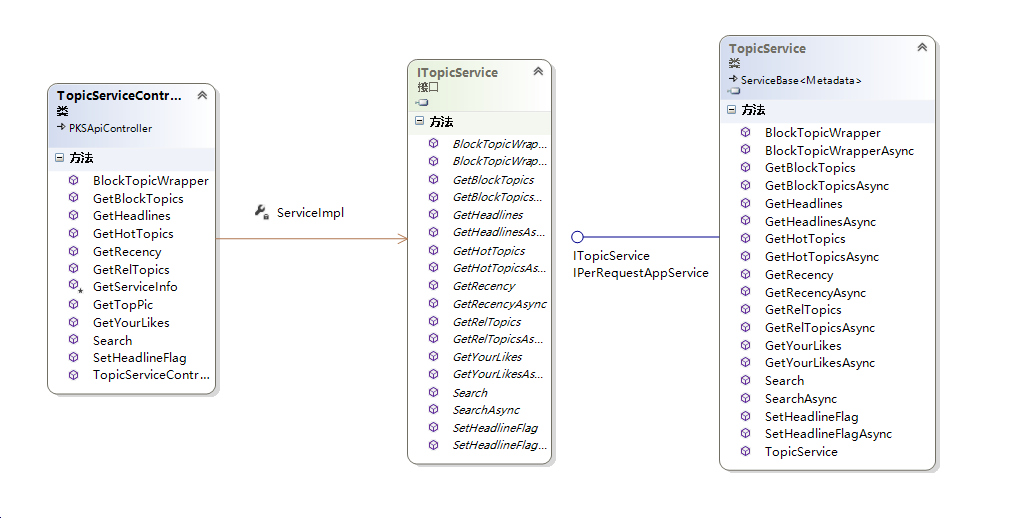 TopicServiceContr...
类
PKSApiController
方法
BlockTopicWrapper
GetBlockTopics
GetHeadlines
GetHotTopics
GetRecency
GetRelTopics
GetServiceInfo
GetTopPic
GetYourLikes
Search
SetHeadlineFlag
TopicServiceContr...
ServiceImpl
ITopicService
接口
方法
BlockTopicWrap...
BlockTopicWrap...
GetBlockTopics
GetBlockTopics...
GetHeadlines
GetHeadlinesAs...
GetHotTopics
GetHotTopicsAs...
GetRecency
GetRecencyAsync
GetRelTopics
GetRelTopicsAs...
GetYourLikes
GetYourLikesAs...
Search
SearchAsync
SetHeadlineFlag
SetHeadlineFlag...
ITopicService
IPerRequestAppService
TopicService
类
ServiceBase<Metadata>
方法
BlockTopicWrapper
BlockTopicWrapperAsync
GetBlockTopics
GetBlockTopicsAsync
GetHeadlines
GetHeadlinesAsync
GetHotTopics
GetHotTopicsAsync
GetRecency
GetRecencyAsync
GetRelTopics
GetRelTopicsAsync
GetYourLikes
GetYourLikesAsync
Search
SearchAsync
SetHeadlineFlag
SetHeadlineFlagAsync
TopicService